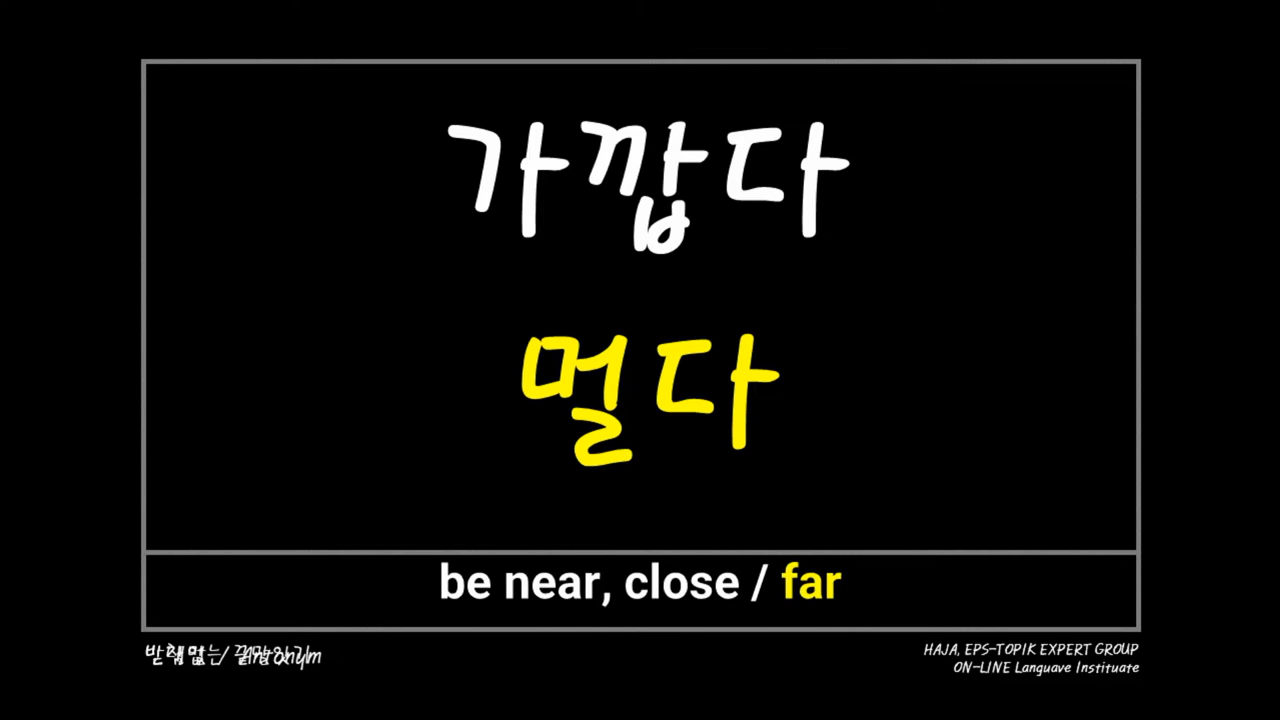 가깝다
멀다
be near, close / far
HAJA, EPS-TOPIK EXPERT GROUP
ON-LINE Languave Instituate